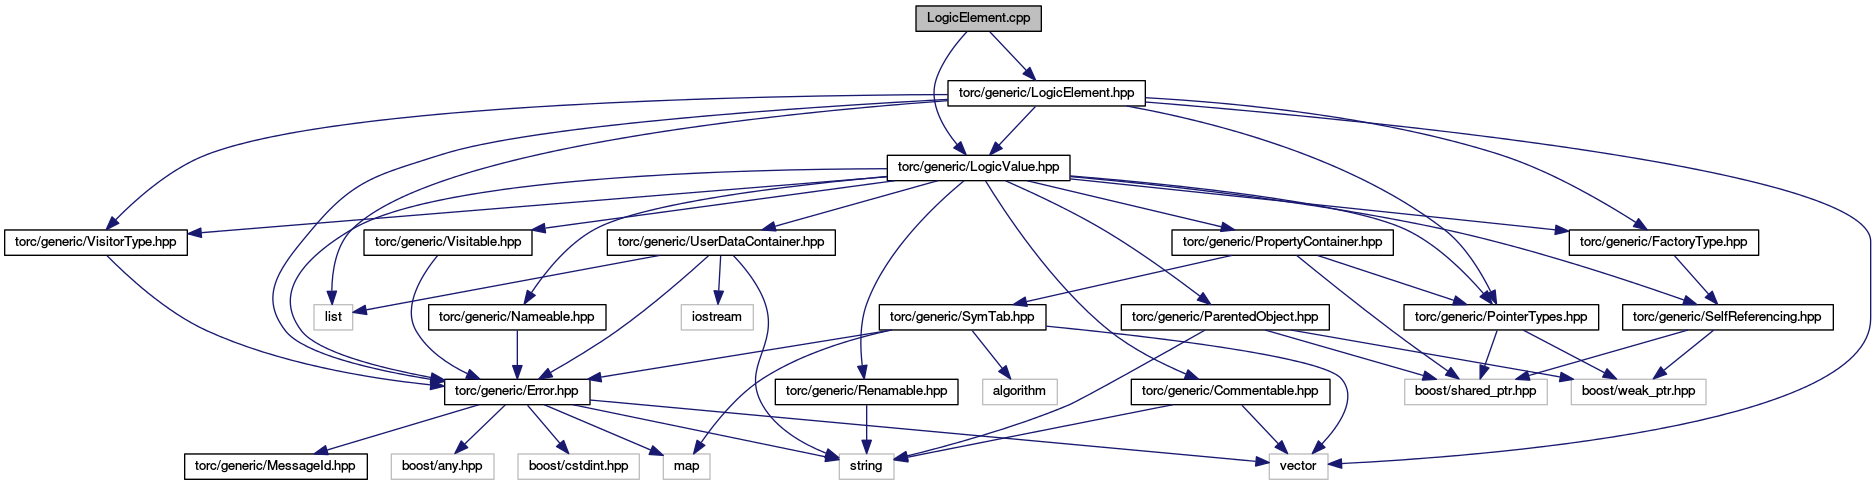 LogicElement.cpp
torc/generic/LogicElement.hpp
torc/generic/LogicValue.hpp
torc/generic/VisitorType.hpp
torc/generic/Visitable.hpp
torc/generic/UserDataContainer.hpp
torc/generic/PropertyContainer.hpp
torc/generic/FactoryType.hpp
list
torc/generic/Nameable.hpp
iostream
torc/generic/SymTab.hpp
torc/generic/ParentedObject.hpp
torc/generic/PointerTypes.hpp
torc/generic/SelfReferencing.hpp
torc/generic/Error.hpp
torc/generic/Renamable.hpp
algorithm
torc/generic/Commentable.hpp
boost/shared_ptr.hpp
boost/weak_ptr.hpp
torc/generic/MessageId.hpp
boost/any.hpp
boost/cstdint.hpp
map
string
vector